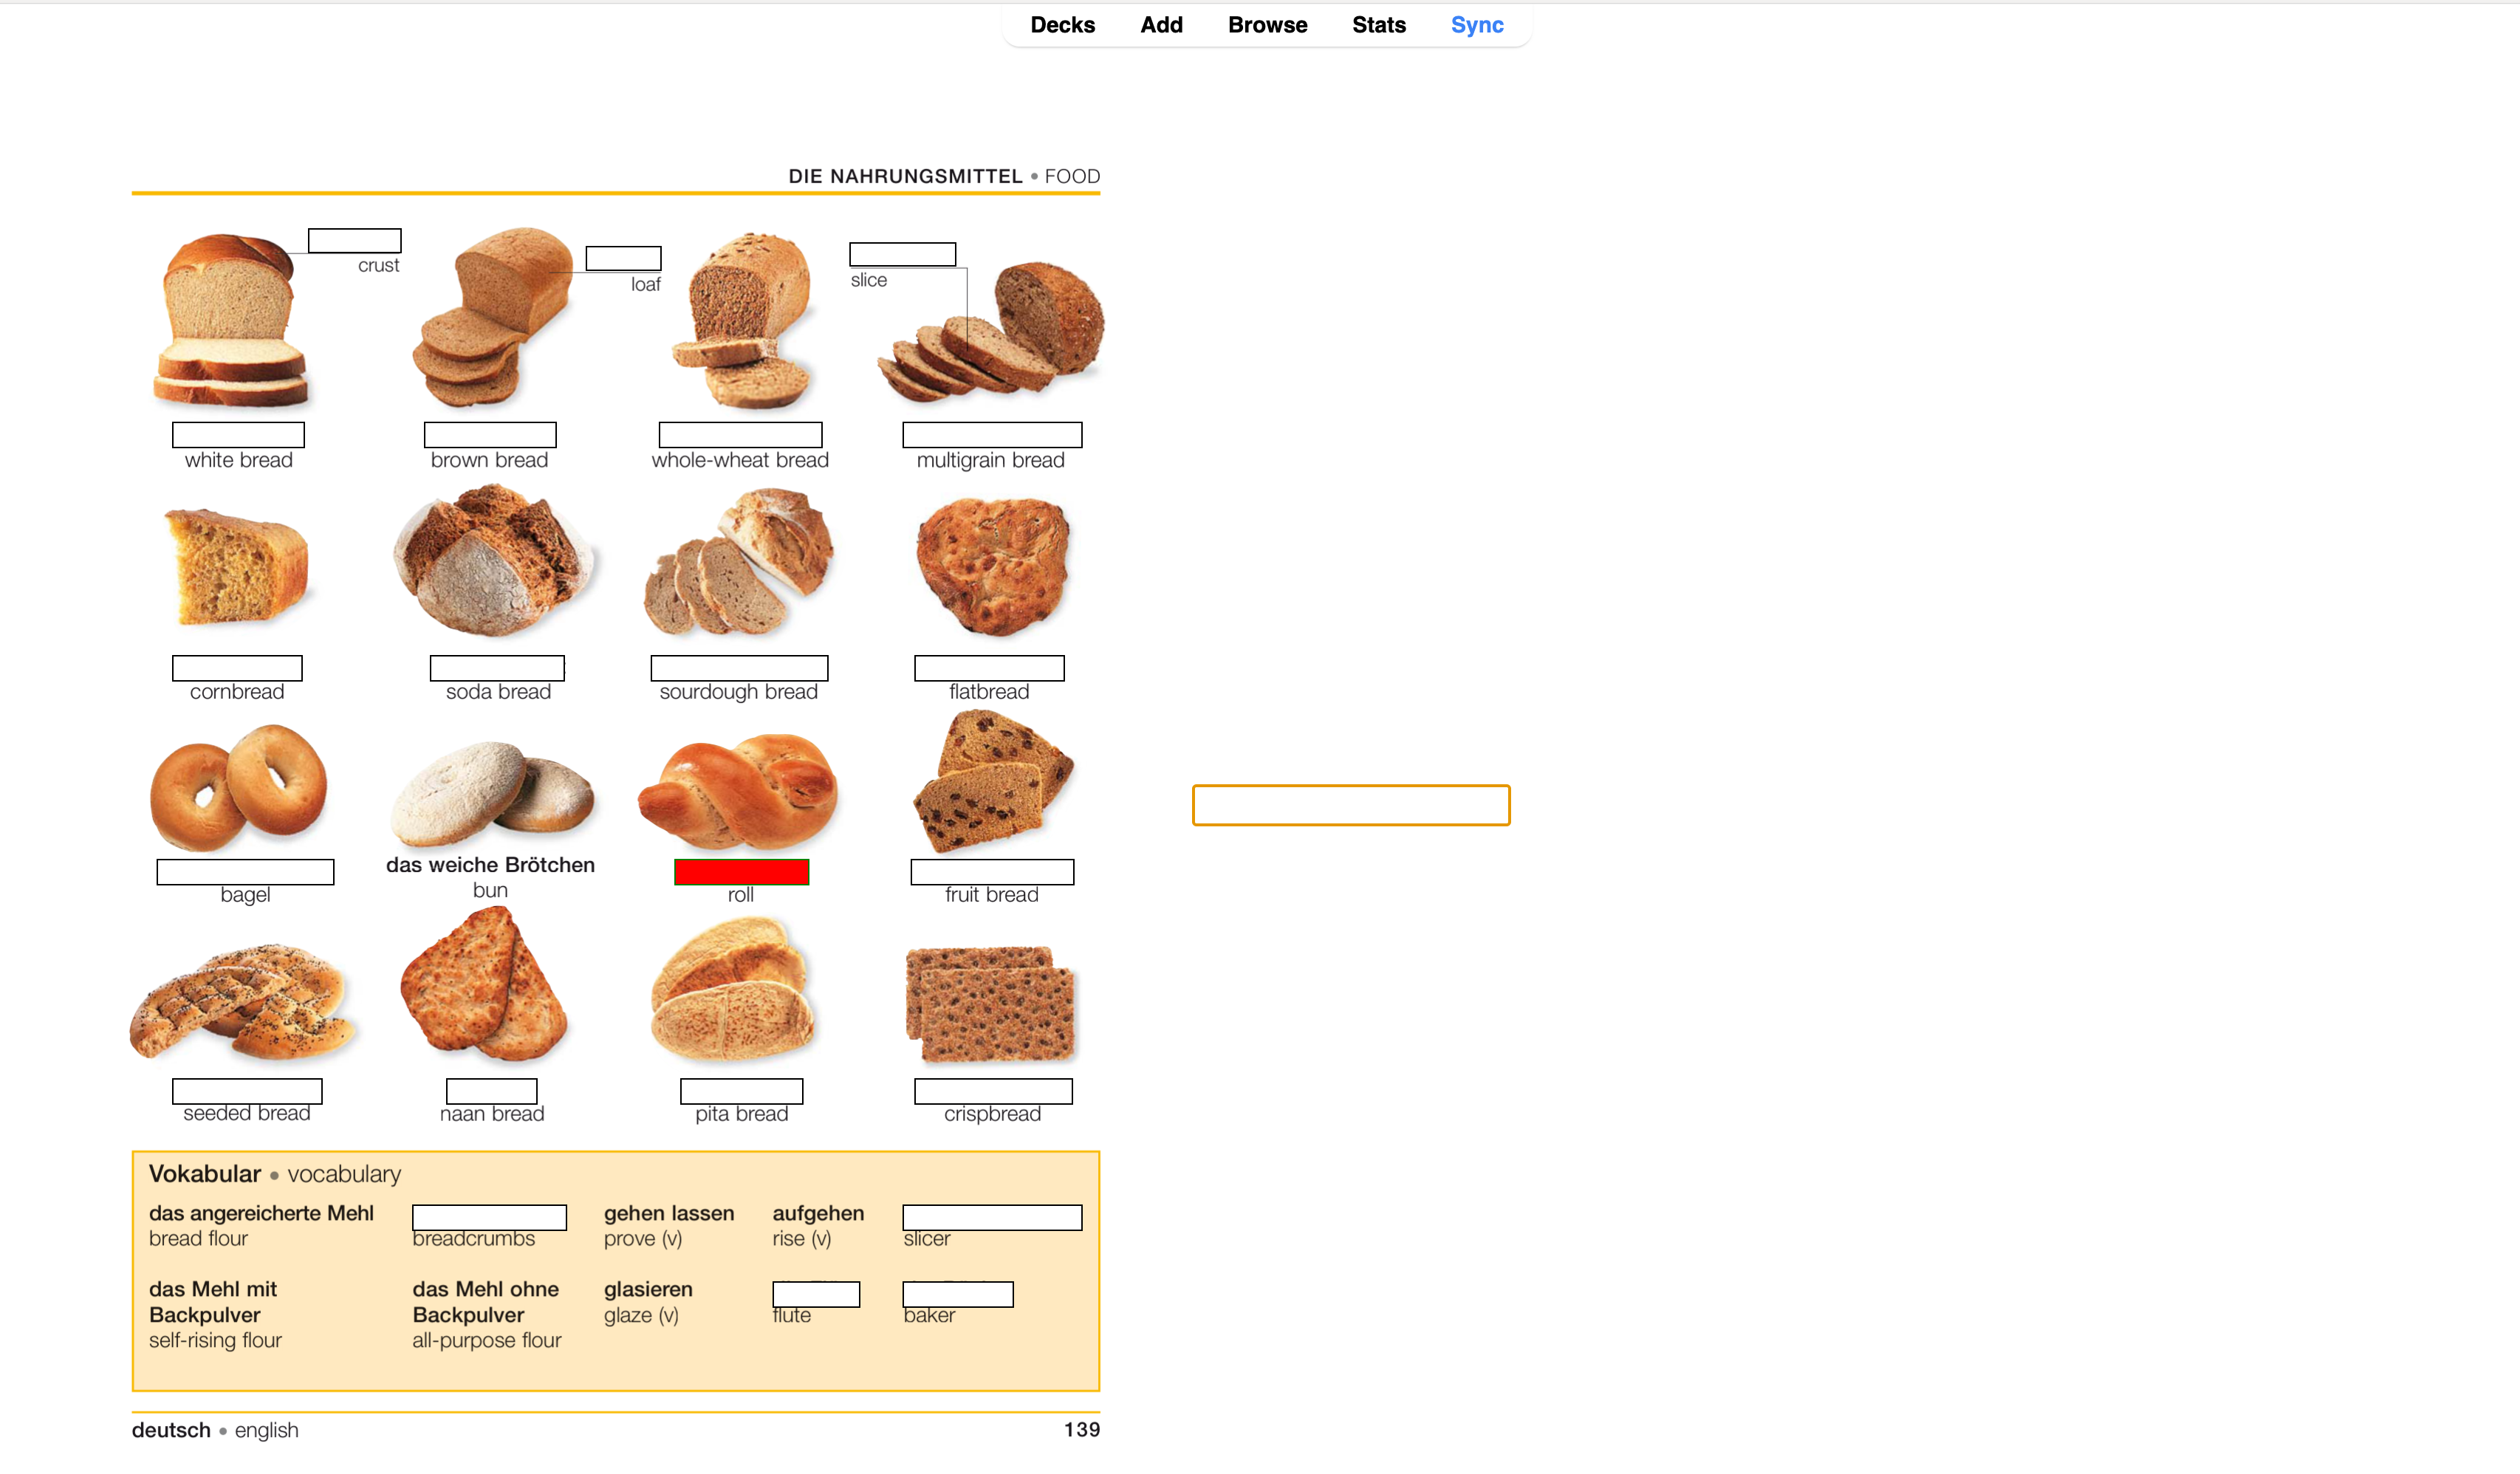 Decks Add Browse Stats Sync
DIE NAHRUNGSMITTEL • FOOD
crust
loaf
slice
white bread
brown bread
whole-wheat bread
multigrain bread
cornbread
soda bread
sourdough bread
flatbread
bagel
das weiche Brötchen
bun
roll
fruit bread
seeded bread
naan bread
pita bread
crispbread
Vokabular • vocabulary
das angereicherte Mehl
bread flour
breadcrumbs
gehen lassen
prove (v)
aufgehen
rise (v)
slicer
das Mehl mit
Backpulver
self-rising flour
das Mehl ohne
Backpulver
all-purpose flour
glasieren
glaze (v)
flute
baker
deutsch • english
139